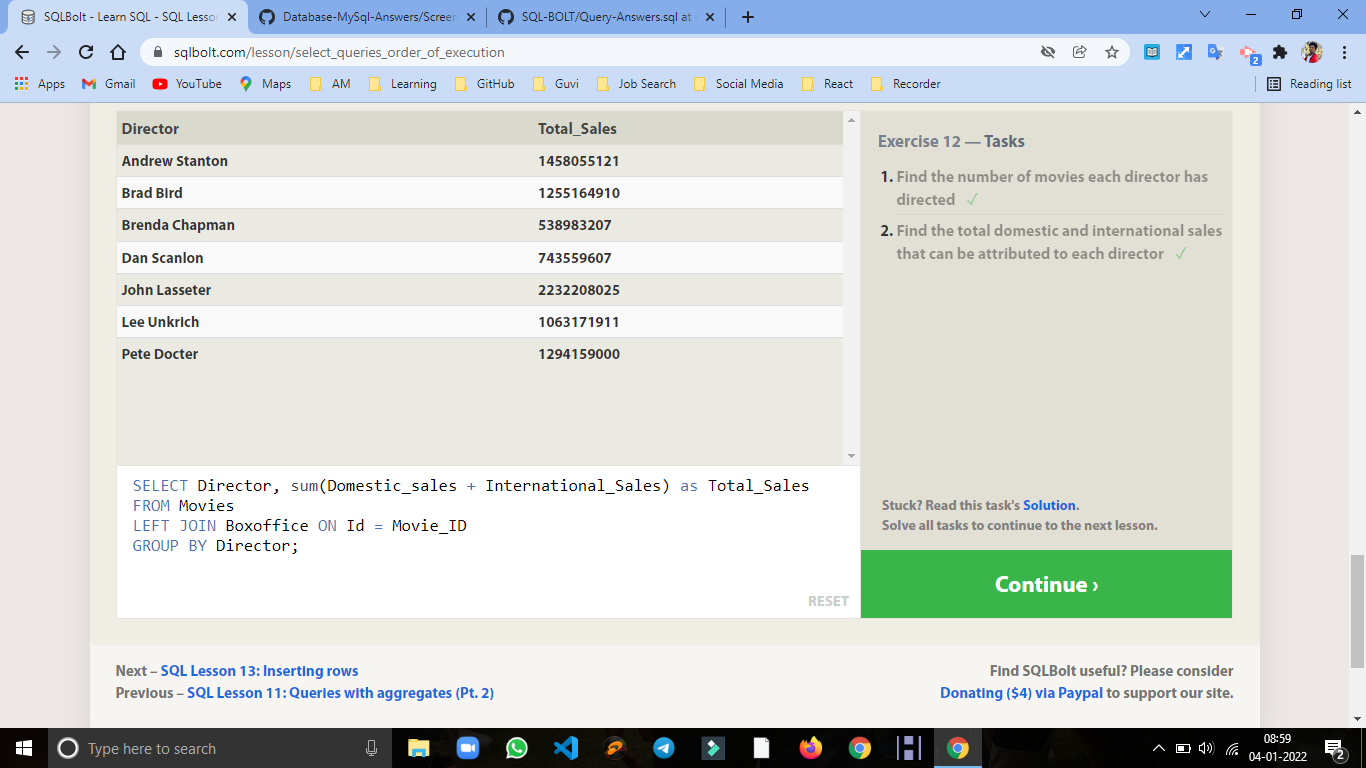 SQLBolt - Learn SQL - SQL Lesson
Database-MySql-Answers/Screen
SQL-BOLT/Query-Answers.sql at
sqlbolt.com/lesson/select_queries_order_of_execution
2
Apps Gmail YouTube Maps AM Learning GitHub Guvi Job Search Social Media React Recorder Reading list
Director Total_Sales
Andrew Stanton 1458055121
Brad Bird 1255164910
Brenda Chapman 538983207
Dan Scanlon 743559607
John Lasseter 2232208025
Lee Unkrich 1063171911
Pete Docter 1294159000
Exercise 12 — Tasks
1. Find the number of movies each director has
directed ✓
2. Find the total domestic and international sales
that can be attributed to each director ✓
SELECT Director, sum(Domestic_sales + International_Sales) as Total_Sales
FROM Movies
LEFT JOIN Boxoffice ON Id = Movie_ID
GROUP BY Director;
RESET
Stuck? Read this task's Solution.
Solve all tasks to continue to the next lesson.
Continue ›
Next – SQL Lesson 13: Inserting rows
Previous – SQL Lesson 11: Queries with aggregates (Pt. 2)
Find SQLBolt useful? Please consider
Donating ($4) via Paypal to support our site.
Type here to search
08:59
04-01-2022
2